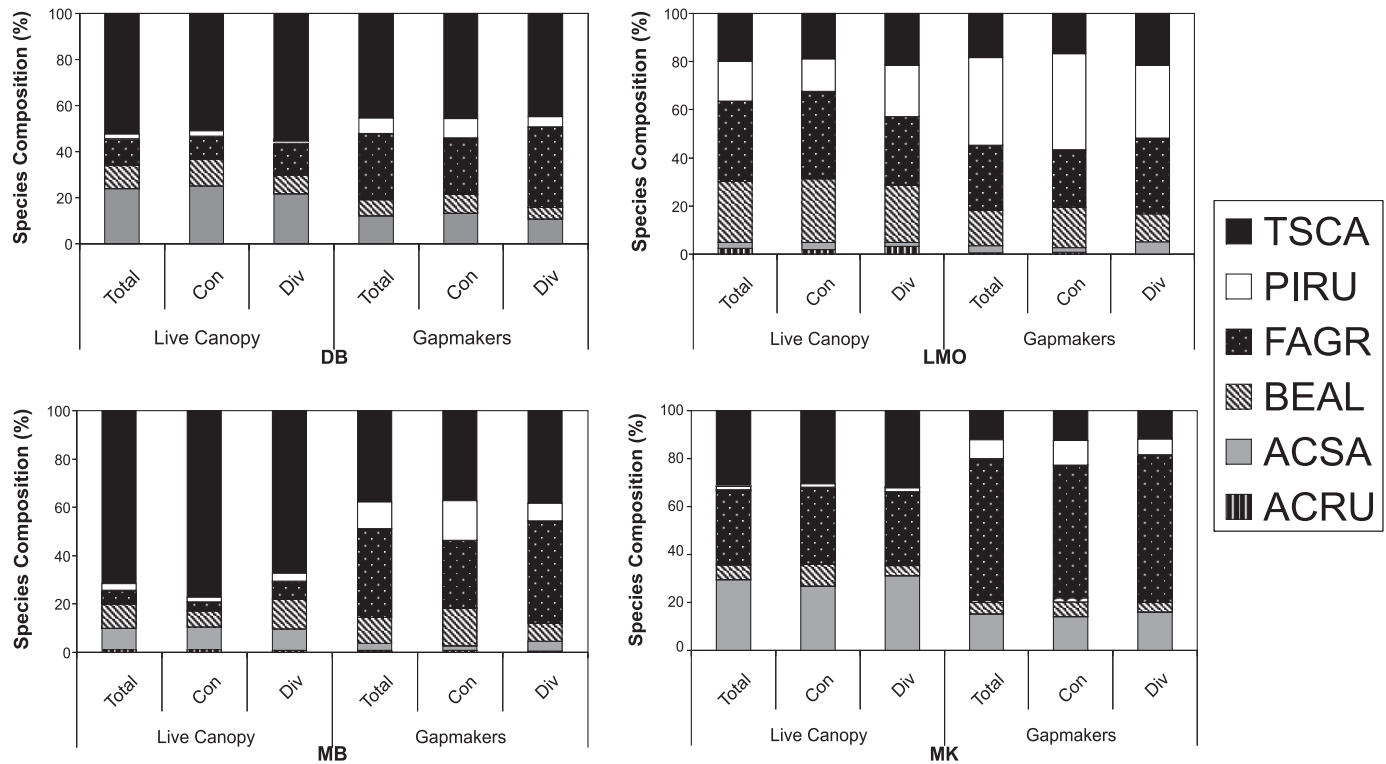 Species Composition (%)
100
80
60
40
20
0
Total
Con
Div
Total
Con
Div
Live Canopy
Gapmakers
DB
Species Composition (%)
100
80
60
40
20
0
Total
Con
Div
Total
Con
Div
Live Canopy
Gapmakers
LMO
Species Composition (%)
100
80
60
40
20
0
Total
Con
Div
Total
Con
Div
Live Canopy
Gapmakers
MB
Species Composition (%)
100
80
60
40
20
0
Total
Con
Div
Total
Con
Div
Live Canopy
Gapmakers
MK
TSCA
PIRU
FAGR
BEAL
ACSA
ACRU